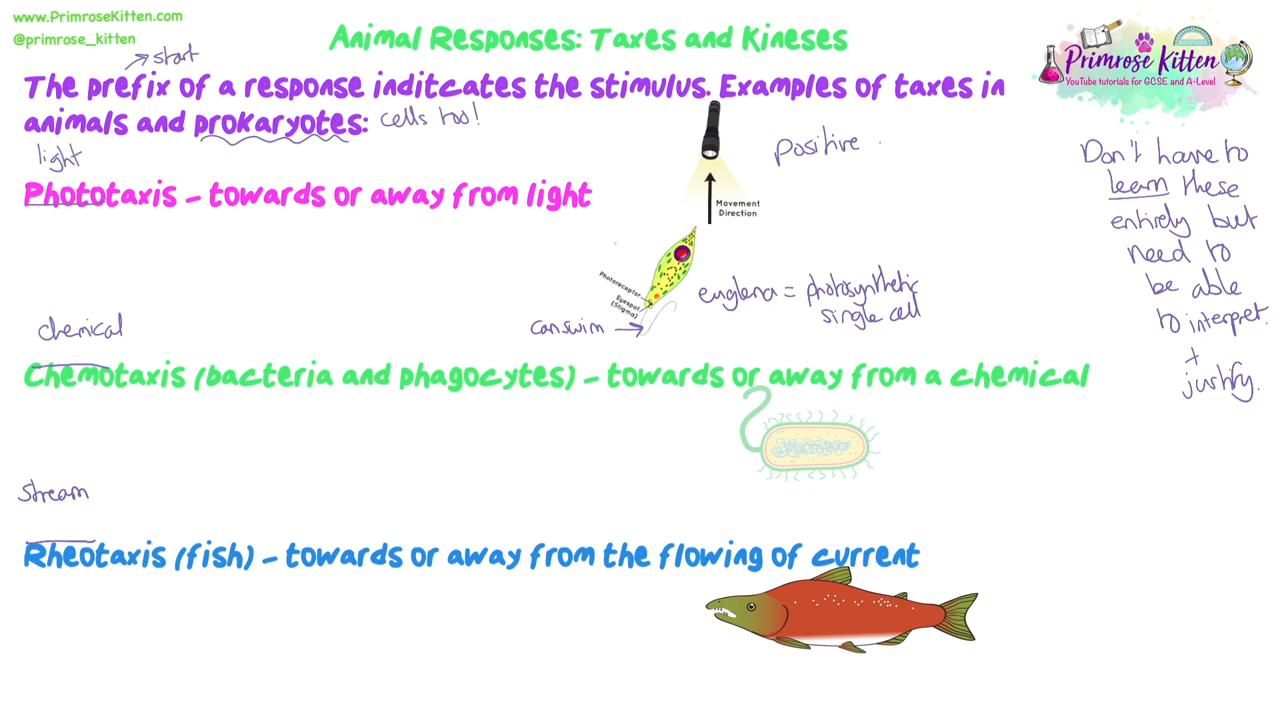 www.PrimroseKitten.com
@primrose_kitten
Animal Responses: Taxes and Kineses
Primrose Kitten
YouTube tutorials for GCSE and A-Level
start
The prefix of a response inditcates the stimulus. Examples of taxes in
animals and prokaryotes: cells too!
light
Phototaxis - towards or away from light
positive
Movement
Direction
Photoreceptor
Eyespot
(Stigma)
euglena = photosynthetic
single cell
can swim
Don't have to
learn these
entirely but
need to
be able
to interpret.
+
justify.
chemical
Chemotaxis (bacteria and phagocytes) - towards or away from a chemical
stream
Rheotaxis (fish) - towards or away from the flowing of current